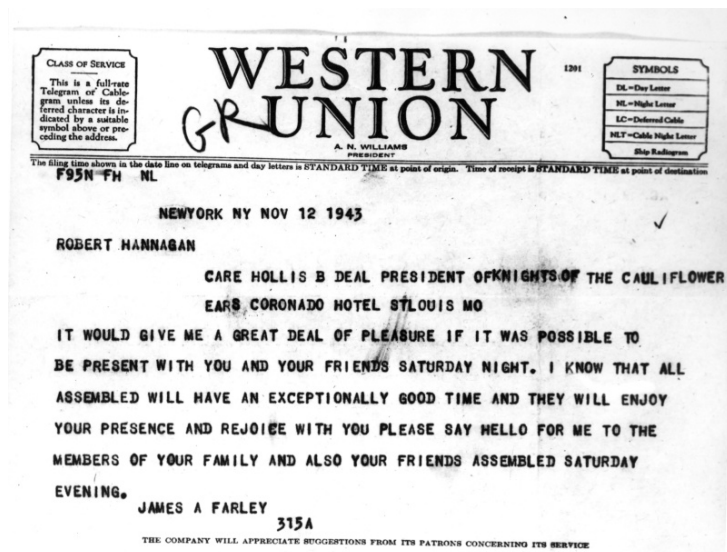 CLASS OF SERVICE
This is a full-rate
Telegram or Cable-
gram unless its de-
ferred character is in-
dicated by a suitable
symbol above or pre-
ceding the address.
WESTERN
UNION
GR
A. N. WILLIAMS
PRESIDENT
1201
SYMBOLS
DL=Day Letter
NL=Night Letter
LC=Deferred Cable
NLT=Cable Night Letter
Ship Radiogram
The filing time shown in the date line on telegrams and day letters is STANDARD TIME at point of origin. Time of receipt is STANDARD TIME at point of destination
F95N FH NL
NEWYORK NY NOV 12 1943
ROBERT HANNAGAN
CARE HOLLIS B DEAL PRESIDENT OFKNIGHTS OF THE CAULIFLOWER
EARS CORONADO HOTEL STLOUIS MO
IT WOULD GIVE ME A GREAT DEAL OF PLEASURE IF IT WAS POSSIBLE TO
BE PRESENT WITH YOU AND YOUR FRIENDS SATURDAY NIGHT. I KNOW THAT ALL
ASSEMBLED WILL HAVE AN EXCEPTIONALLY GOOD TIME AND THEY WILL ENJOY
YOUR PRESENCE AND REJOICE WITH YOU PLEASE SAY HELLO FOR ME TO THE
MEMBERS OF YOUR FAMILY AND ALSO YOUR FRIENDS ASSEMBLED SATURDAY
EVENING.
JAMES A FARLEY
315A
THE COMPANY WILL APPRECIATE SUGGESTIONS FROM ITS PATRONS CONCERNING ITS SERVICE